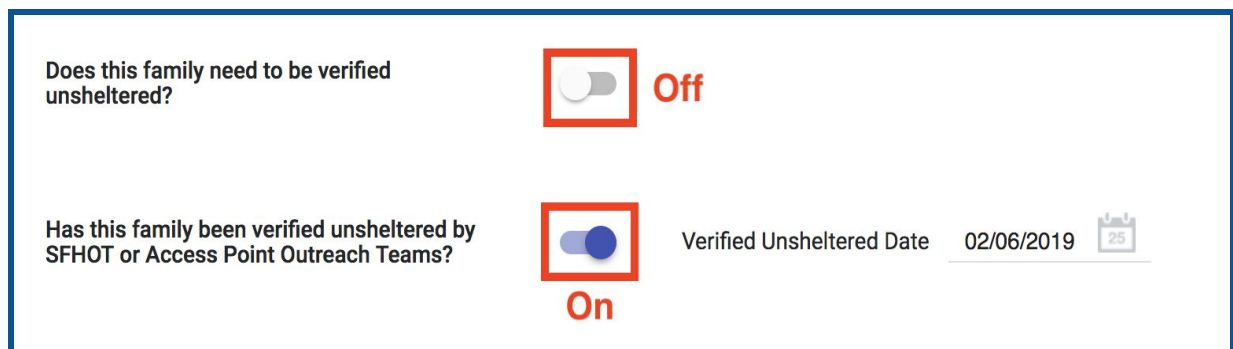 Does this family need to be verified
unsheltered?
Off
Has this family been verified unsheltered by
SFHOT or Access Point Outreach Teams?
On
Verified Unsheltered Date 02/06/2019 25